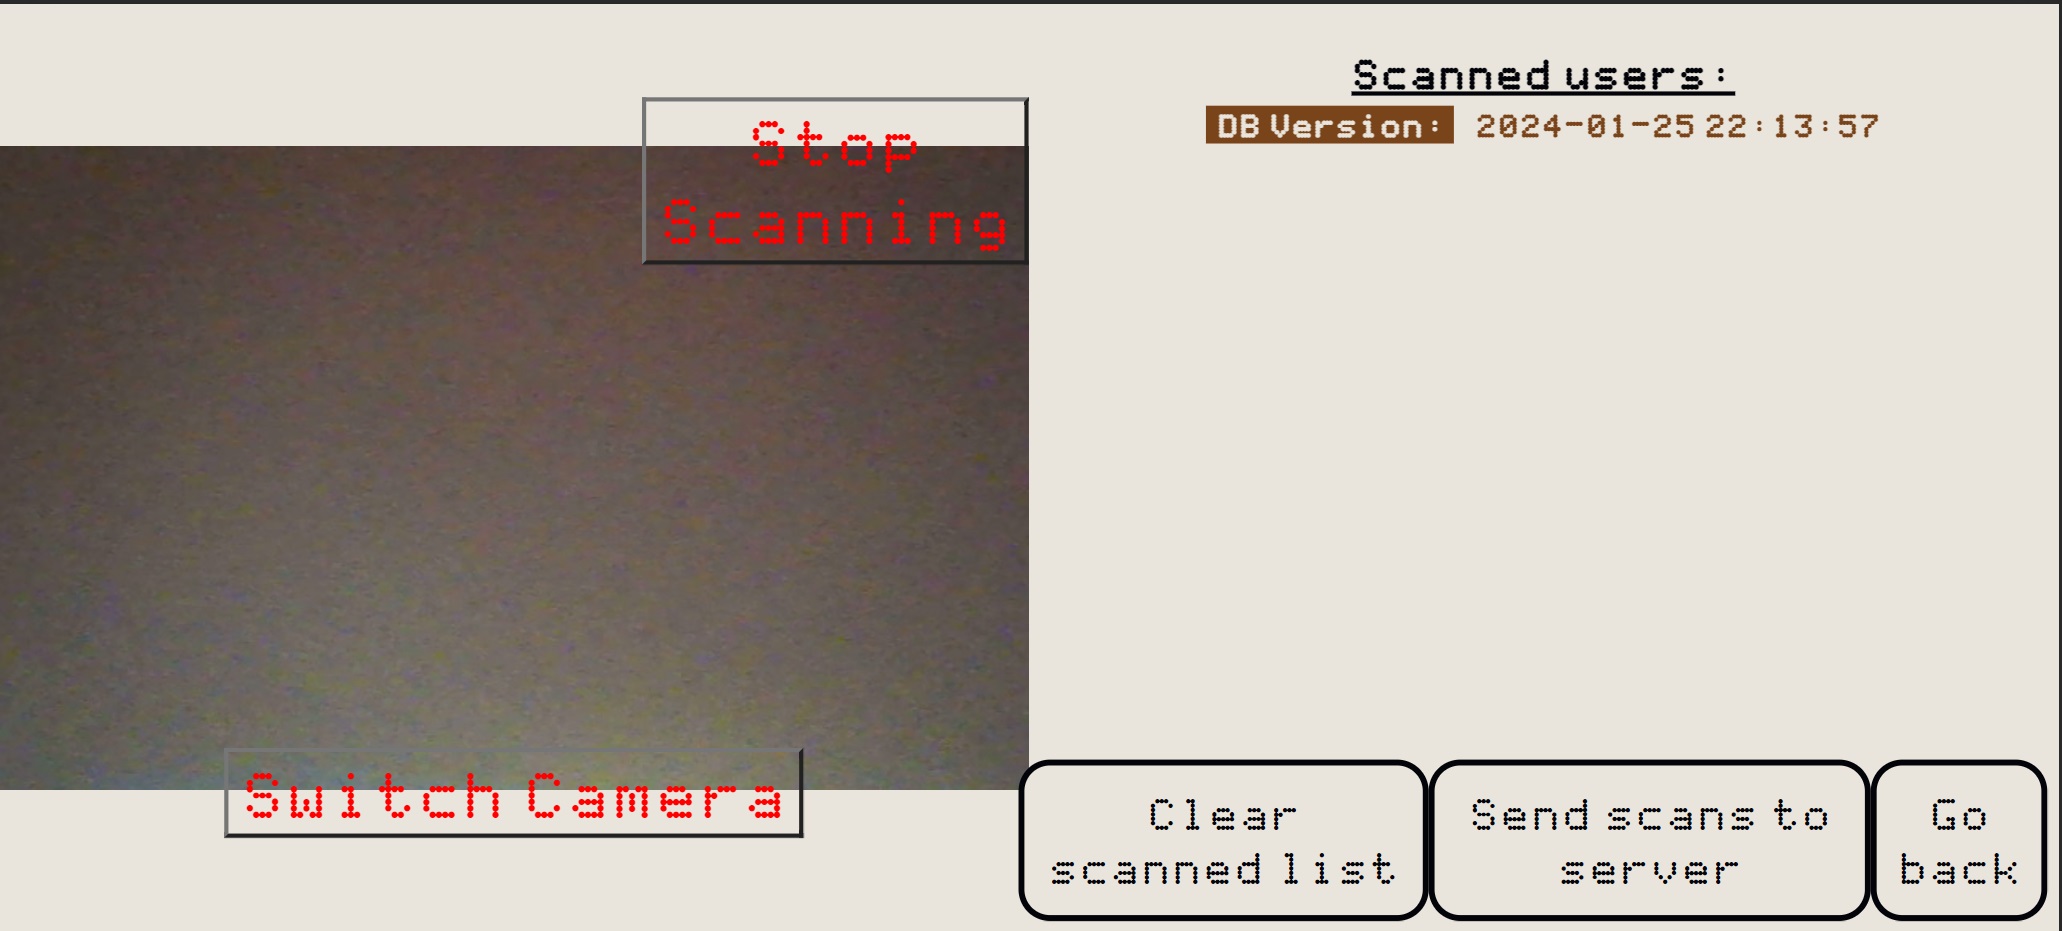 Scanned users:
DB Version: 2024-01-25 22:13:57
Stop
Scanning
Switch Camera
Clear
scanned list
Send scans to
server
Go
back